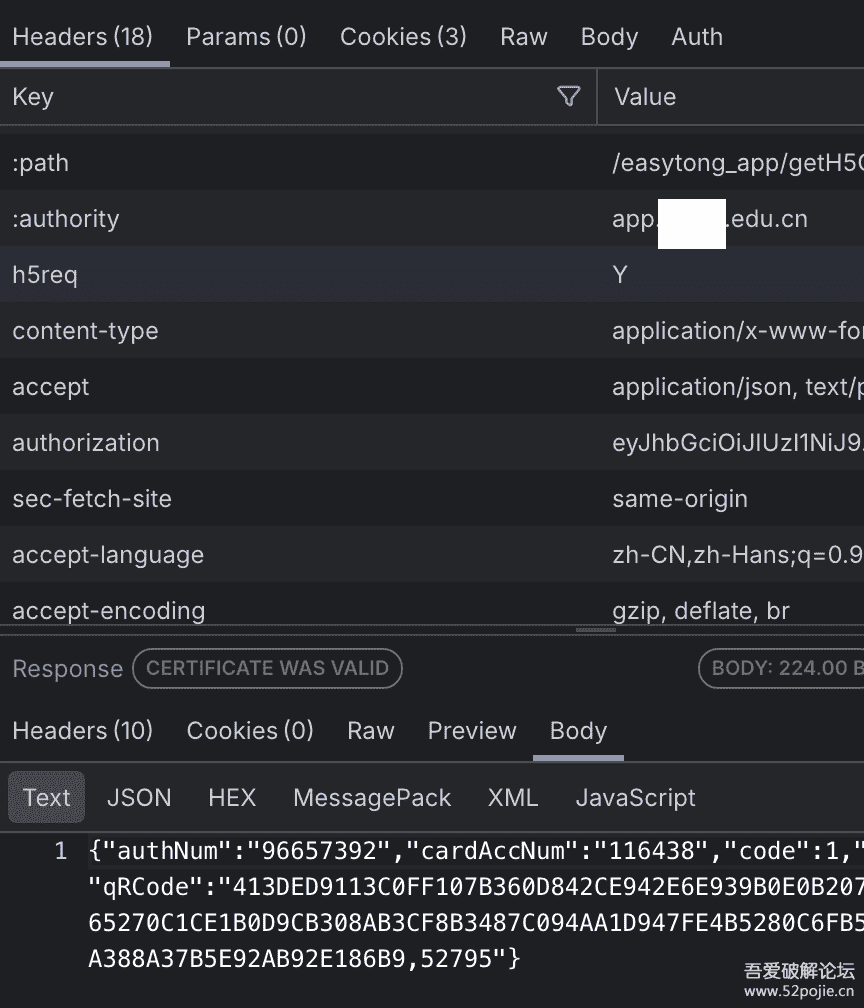 Headers (18) Params (0) Cookies (3) Raw Body Auth
Key Value
:path /easytong_app/getH5
:authority app. .edu.cn
h5req Y
content-type application/x-www-for
accept application/json, text/p
authorization eyJhbGciOiJIUzI1NiJ9.
sec-fetch-site same-origin
accept-language zh-CN,zh-Hans;q=0.9
accept-encoding gzip, deflate, br
Response CERTIFICATE WAS VALID BODY: 224.00 B
Headers (10) Cookies (0) Raw Preview Body
Text JSON HEX MessagePack XML JavaScript
1 {"authNum":"96657392","cardAccNum":"116438","code":1,"
"qRCode":"413DED9113C0FF107B360D842CE942E6E939B0E0B207
65270C1CE1B0D9CB308AB3CF8B3487C094AA1D947FE4B5280C6FB5
A388A37B5E92AB92E186B9,52795"}
吾爱破解论坛
www.52pojie.cn